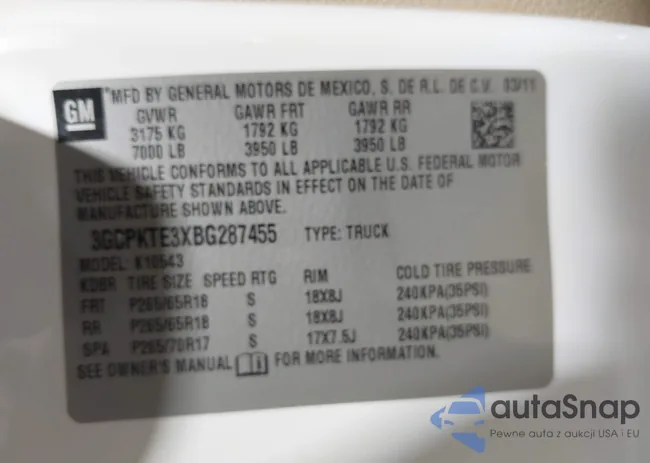 GM
MFD BY GENERAL MOTORS DE MEXICO, S. DE R.L. DE C.V. 03/11
GVWR GAWR FRT GAWR RR
3175 KG 1792 KG 1792 KG
7000 LB 3950 LB 3950 LB
THIS VEHICLE CONFORMS TO ALL APPLICABLE U.S. FEDERAL MOTOR
VEHICLE SAFETY STANDARDS IN EFFECT ON THE DATE OF
MANUFACTURE SHOWN ABOVE.
3GCPKTE3XBG287455 TYPE: TRUCK
MODEL: K10543
KDBR TIRE SIZE SPEED RTG RIM COLD TIRE PRESSURE
FRT P265/65R18 S 18X8J 240KPA(35PSI)
RR P265/65R18 S 18X8J 240KPA(35PSI)
SPA P265/70R17 S 17X7.5J 240KPA(35PSI)
SEE OWNER'S MANUAL FOR MORE INFORMATION.
autaSnap
Pewne auta z aukcji USA i EU